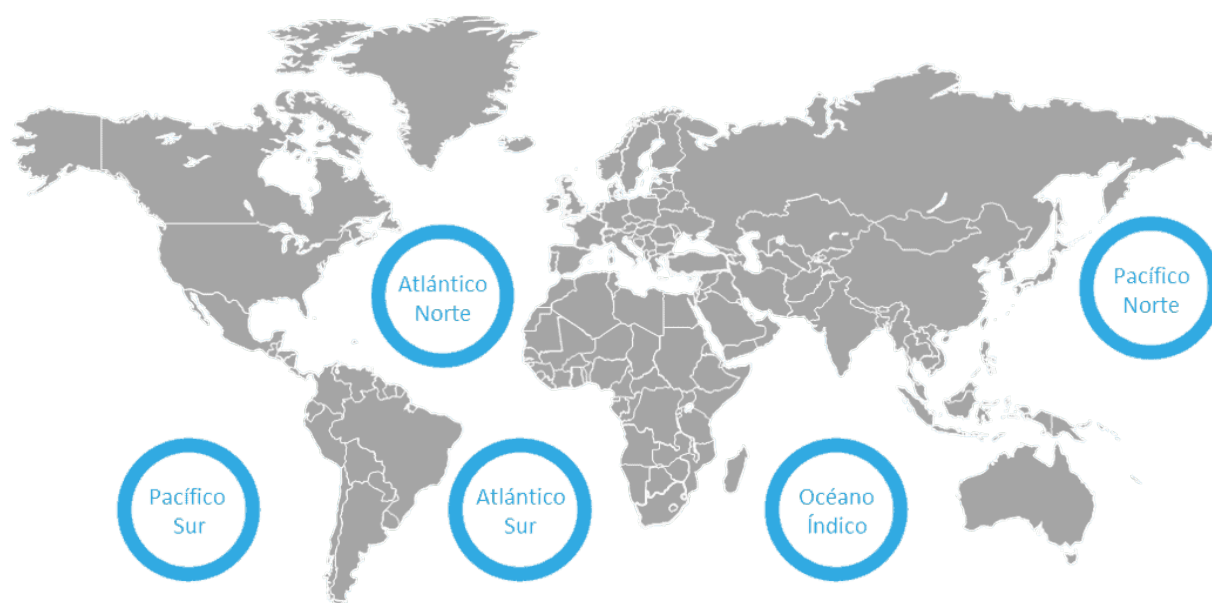 Atlántico
Norte
Pacífico
Norte
Pacífico
Sur
Atlántico
Sur
Océano
Índico